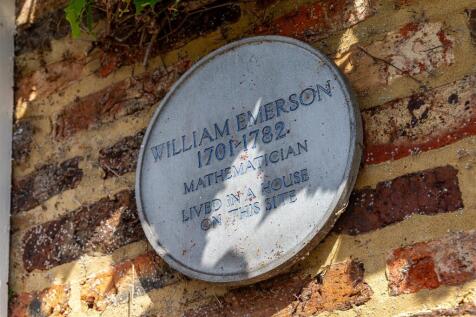 WILLIAM EMERSON
1701-1782
MATHEMATICIAN
LIVED IN A HOUSE
ON THIS SITE